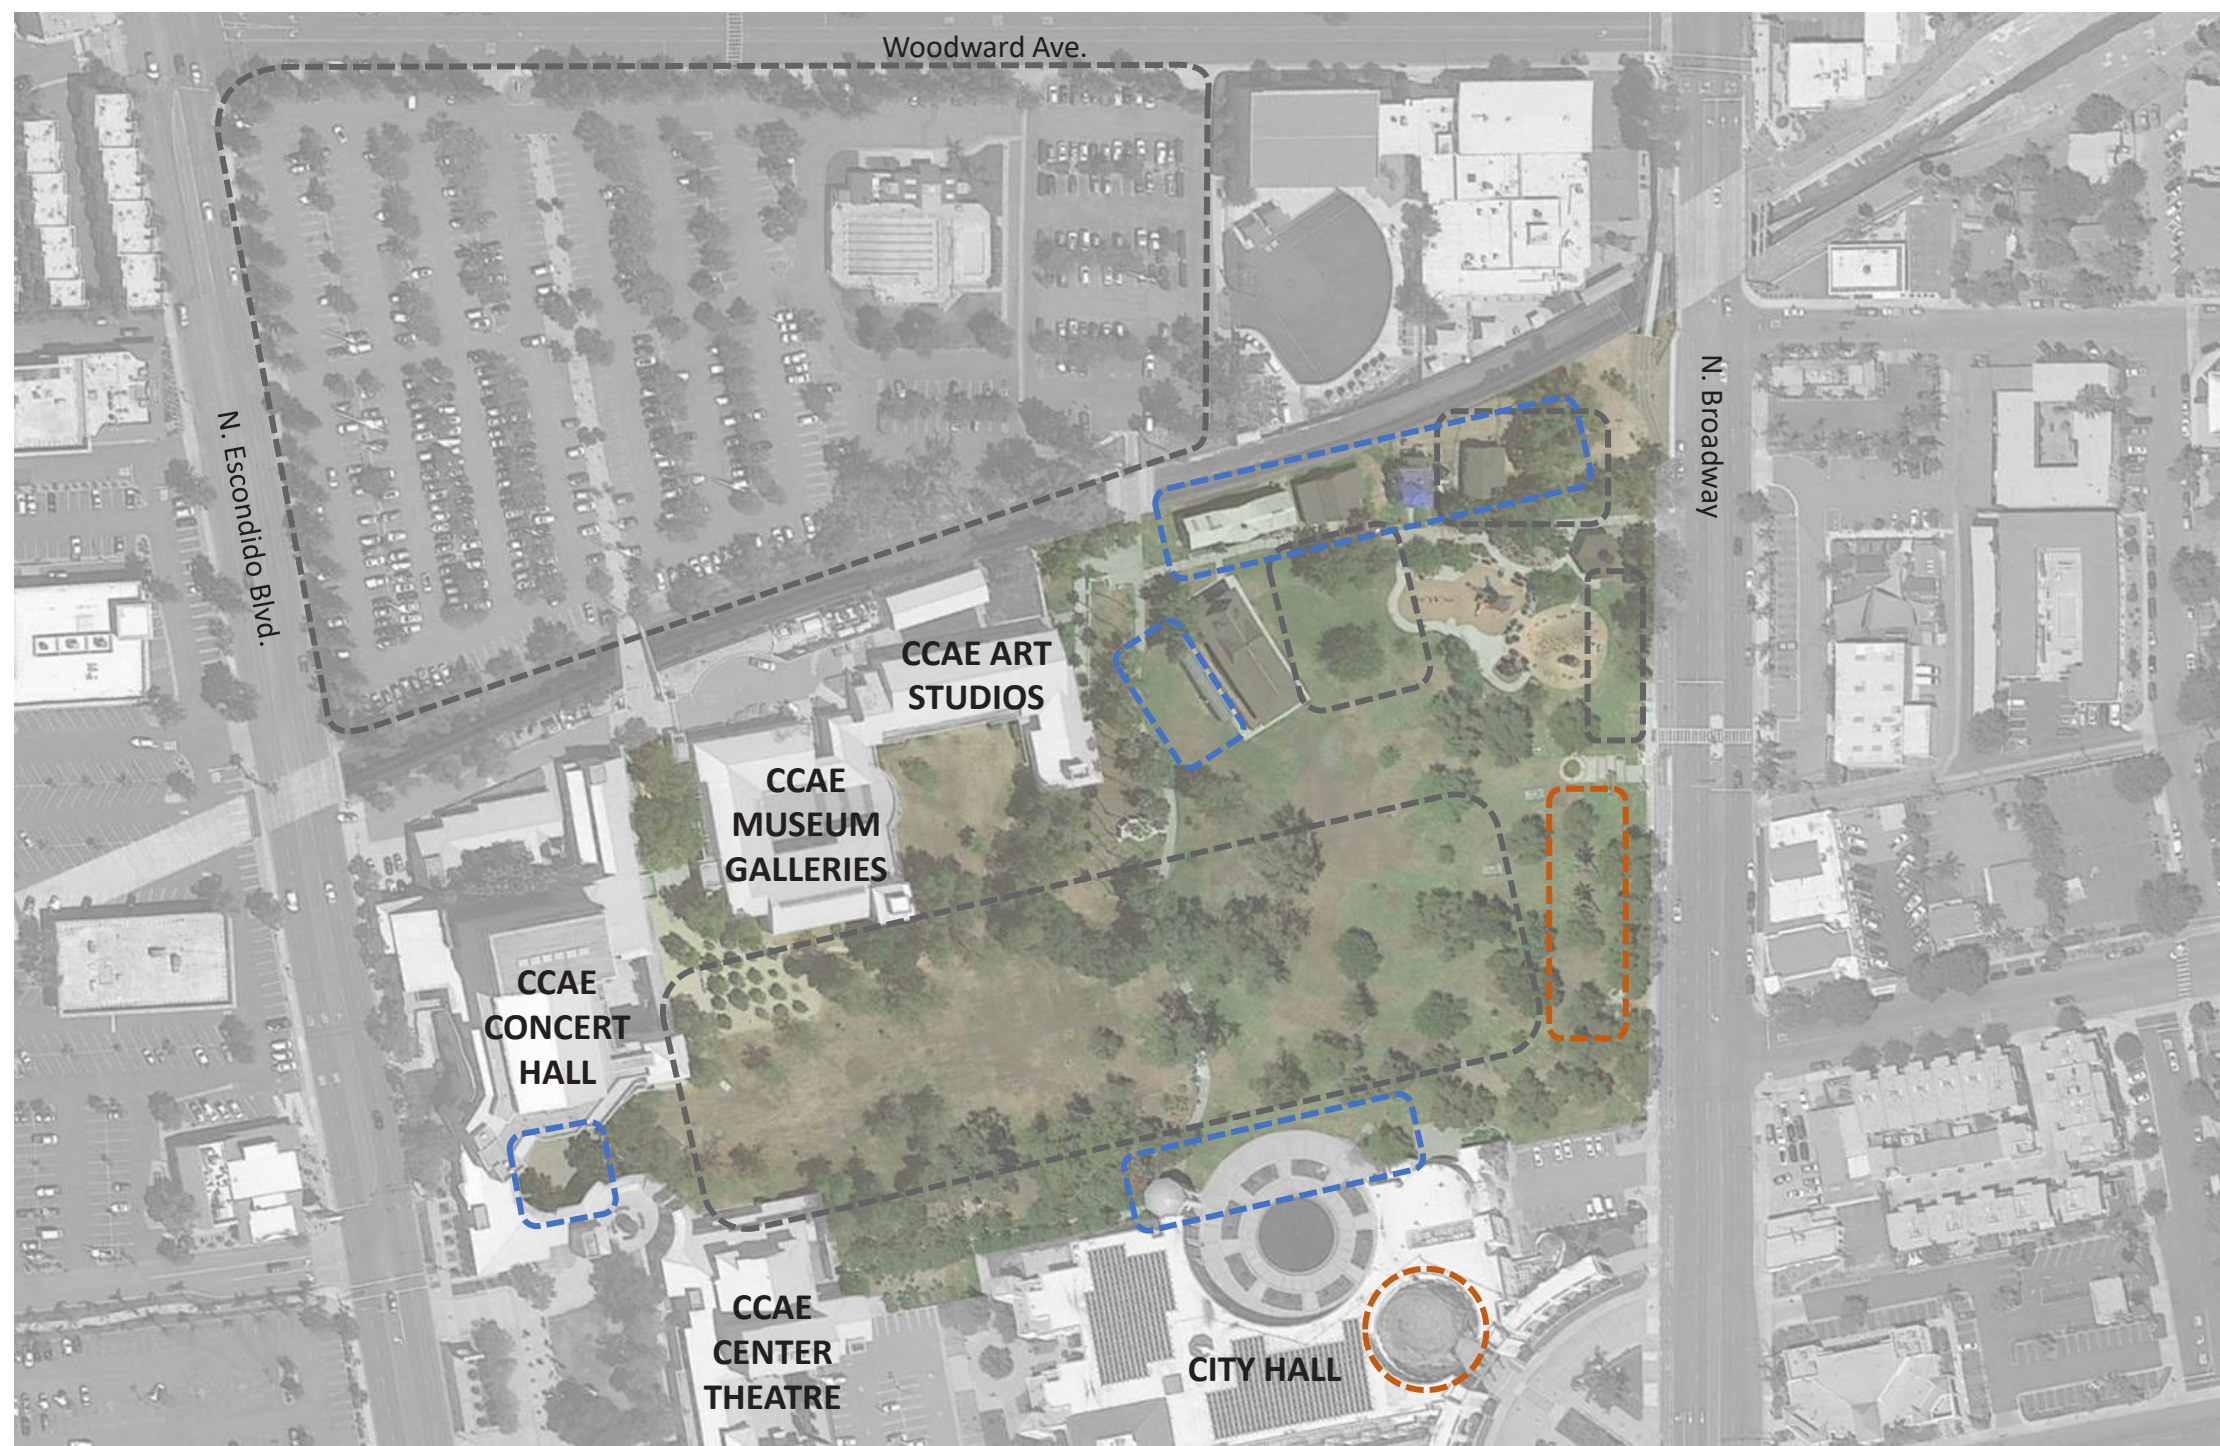 Woodward Ave.
N. Escondido Blvd.
N. Broadway
CCAE ART
STUDIOS
CCAE
MUSEUM
GALLERIES
CCAE
CONCERT
HALL
CCAE
CENTER
THEATRE
CITY HALL